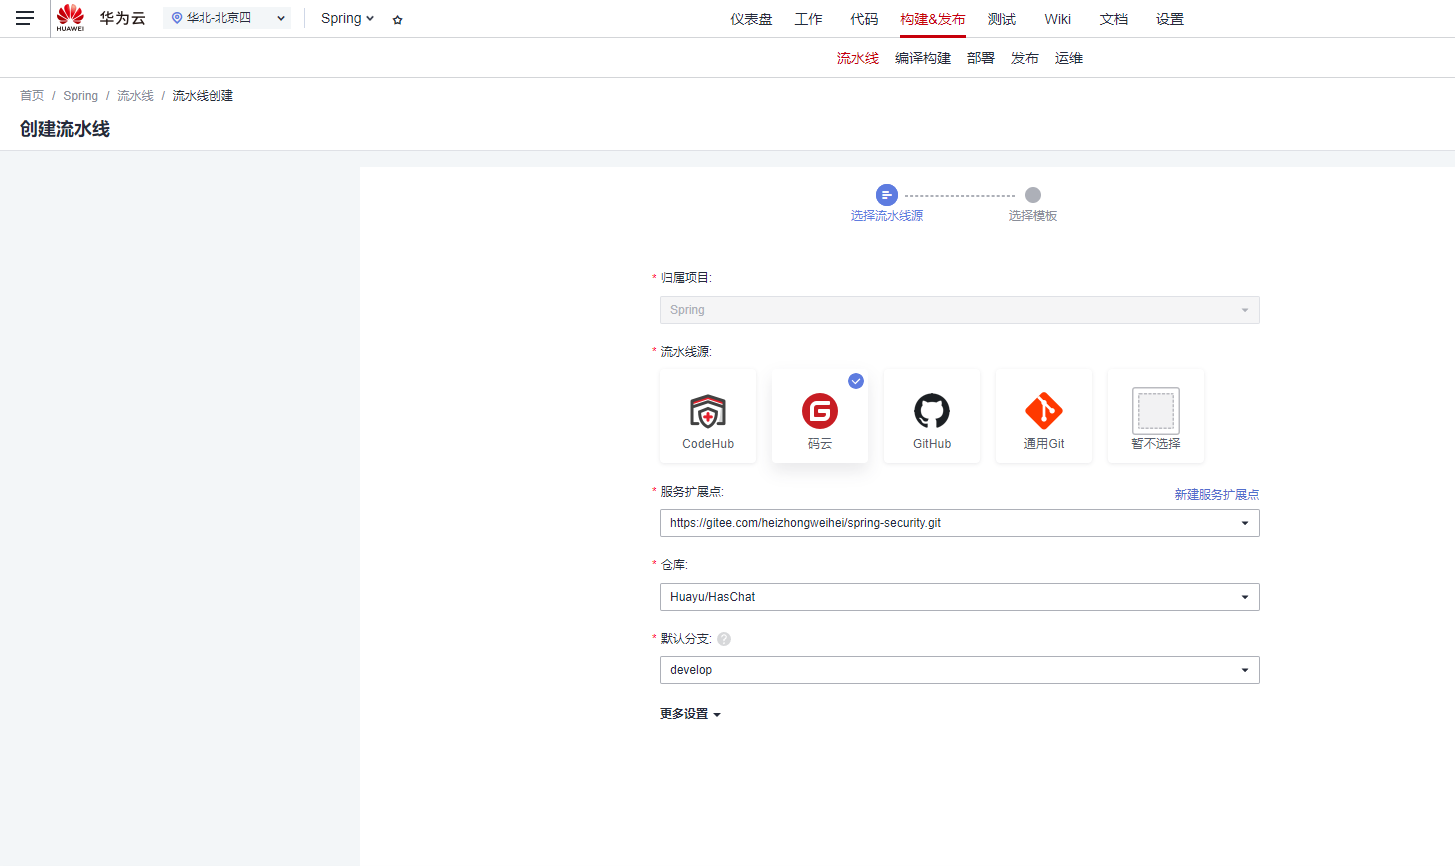 HUAWEI 华为云 华北-北京四 Spring 仪表盘 工作 代码 构建&发布 测试 Wiki 文档 设置
流水线 编译构建 部署 发布 运维
首页 / Spring / 流水线 / 流水线创建
创建流水线
选择流水线源 选择模板
* 归属项目:
Spring
* 流水线源:
CodeHub 码云 GitHub 通用Git 暂不选择
* 服务扩展点: 新建服务扩展点
https://gitee.com/heizhongweihei/spring-security.git
* 仓库:
Huayu/HasChat
* 默认分支: ?
develop
更多设置